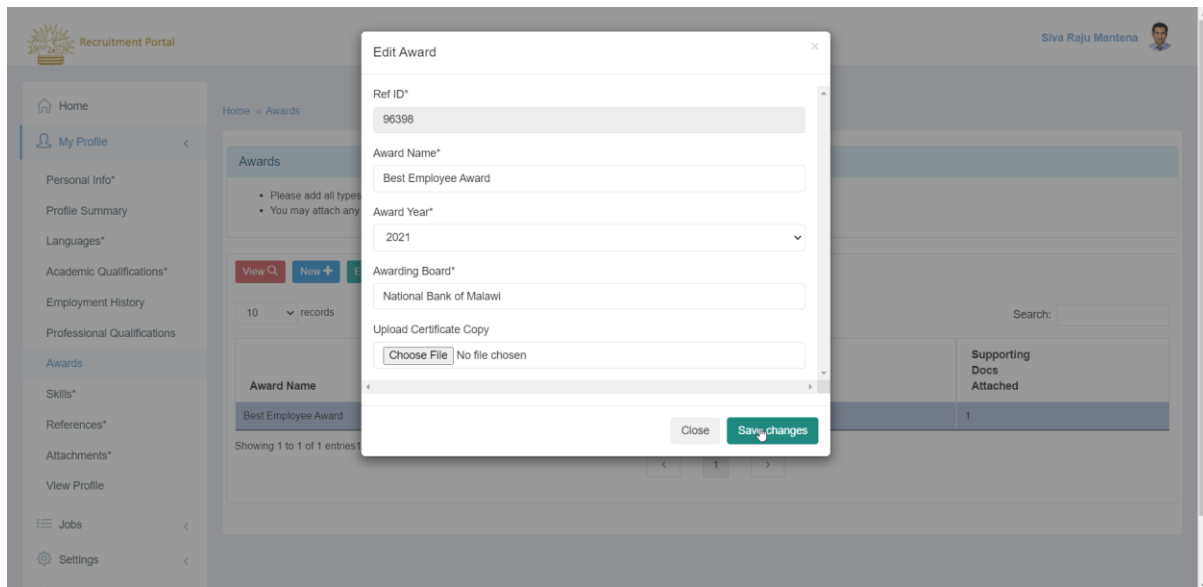 Recruitment Portal
Siva Raju Mantena
Home
My Profile
Personal Info*
Profile Summary
Languages*
Academic Qualifications*
Employment History
Professional Qualifications
Awards
Skills*
References*
Attachments*
View Profile
Jobs
Settings
Home
Awards
Awards
Please add all types
You may attach any
View
New
E
10 records
Search:
Award Name
Supporting
Docs
Attached
Best Employee Award
1
Showing 1 to 1 of 1 entries1
1
Edit Award
Ref ID*
96398
Award Name*
Best Employee Award
Award Year*
2021
Awarding Board*
National Bank of Malawi
Upload Certificate Copy
Choose File No file chosen
Close
Save changes